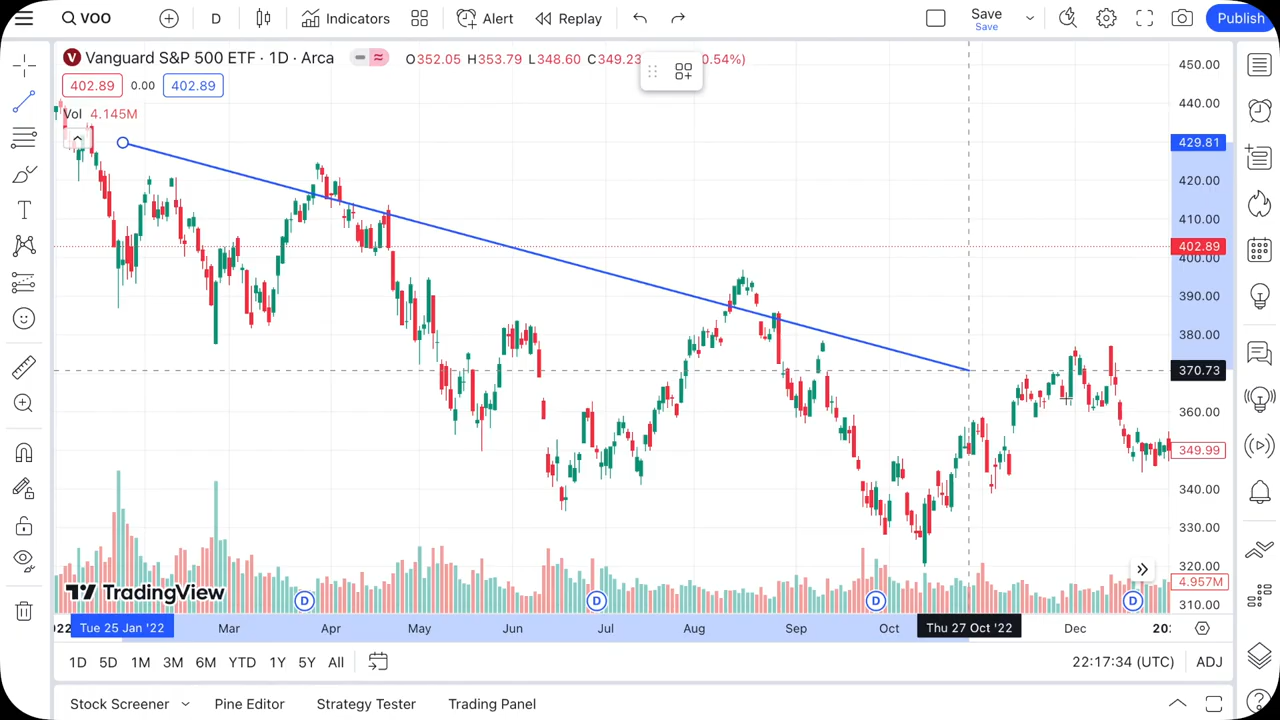 VOO
D
Indicators
Alert
Replay
Save
Save
Publish
V Vanguard S&P 500 ETF · 1D · Arca
O352.05 H353.79 L348.60 C349.23
0.54%)
402.89 0.00 402.89
Vol 4.145M
450.00
440.00
429.81
420.00
410.00
402.89
400.00
390.00
380.00
370.73
360.00
349.99
340.00
330.00
320.00
4.957M
310.00
TradingView
D D D D
Tue 25 Jan '22 Mar Apr May Jun Jul Aug Sep Oct Thu 27 Oct '22 Dec
1D 5D 1M 3M 6M YTD 1Y 5Y All
22:17:34 (UTC) ADJ
Stock Screener Pine Editor Strategy Tester Trading Panel